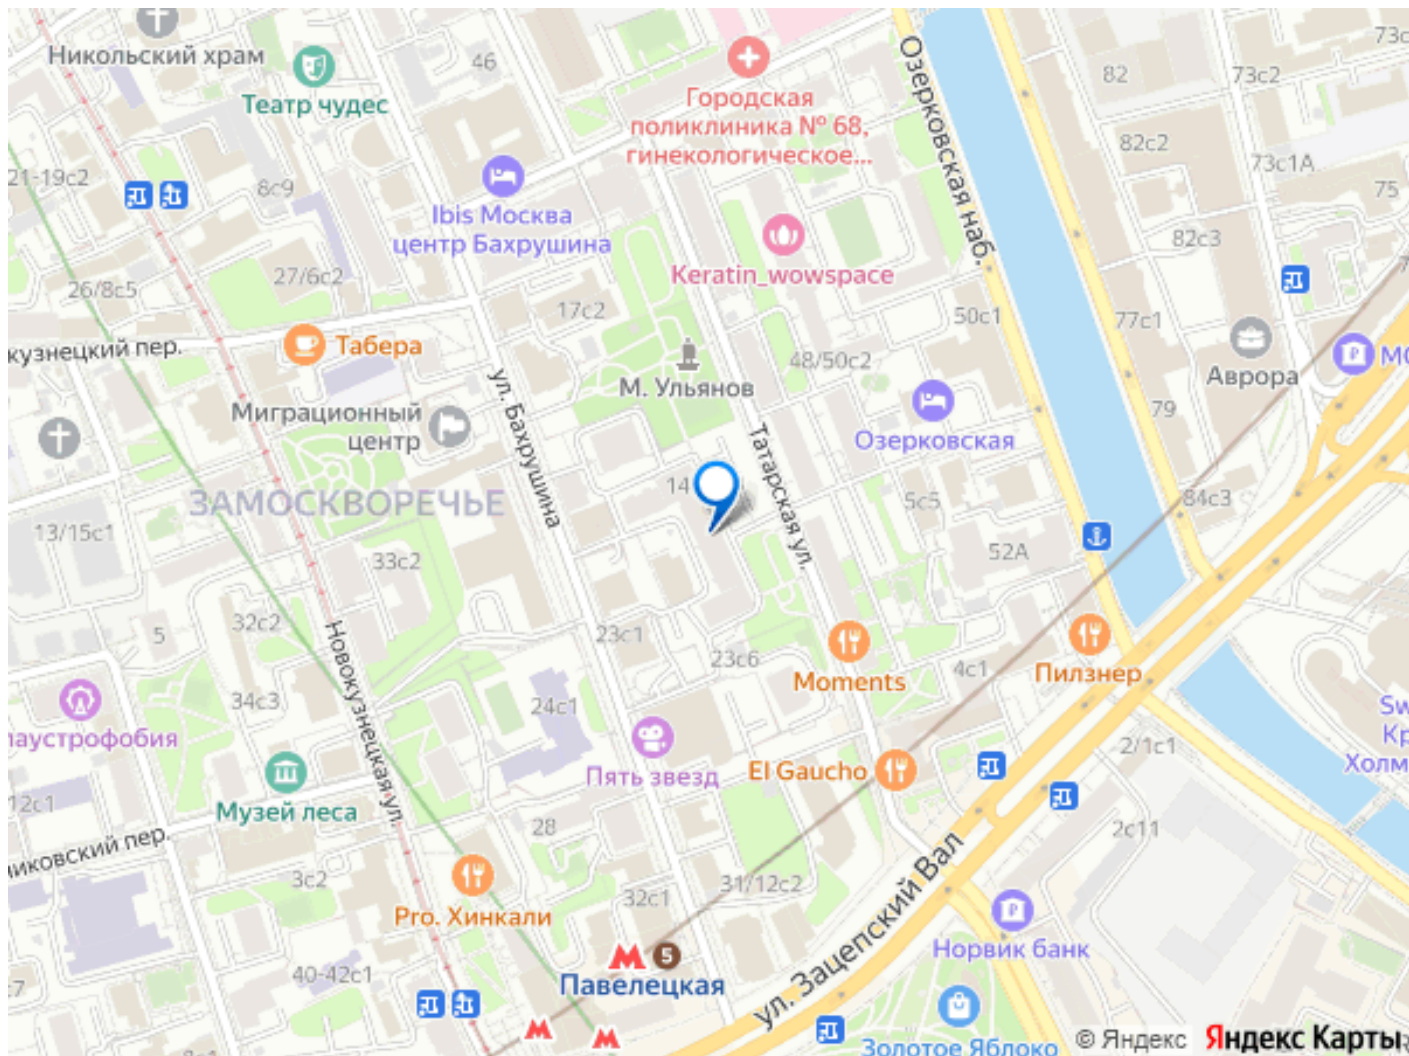 Никольский храм
46
Театр чудес
Городская
поликлиника № 68,
гинекологическое...
Озерковская наб.
82
73с2
82с2
73с1А
75
21-19с2
8с9
Ibis Москва
центр Бахрушина
82с3
Keratin_wowspace
27/6с2
26/8с5
17с2
50с1
77с1
кузнецкий пер.
Табера
48/50с2
М. Ульянов
Аврора
ул. Бахрушина
Миграционный
центр
79
Озерковская
Татарская ул.
ЗАМОСКВОРЕЧЬЕ
14
5с5
84с3
13/15с1
33с2
52А
32с2
5
23с1
Новокузнецкая ул.
23с6
4с1
Moments
Пилзнер
34с3
24с1
лаустрофобия
2/1с1
Холм
Пять звезд
El Gaucho
12с1
Музей леса
28
2с11
никовский пер.
3с2
31/12с2
32с1
ул. Зацепский Вал
Pro. Хинкали
5
Норвик банк
40-42с1
Павелецкая
7
Золотое Яблоко
© Яндекс
Яндекс Карты